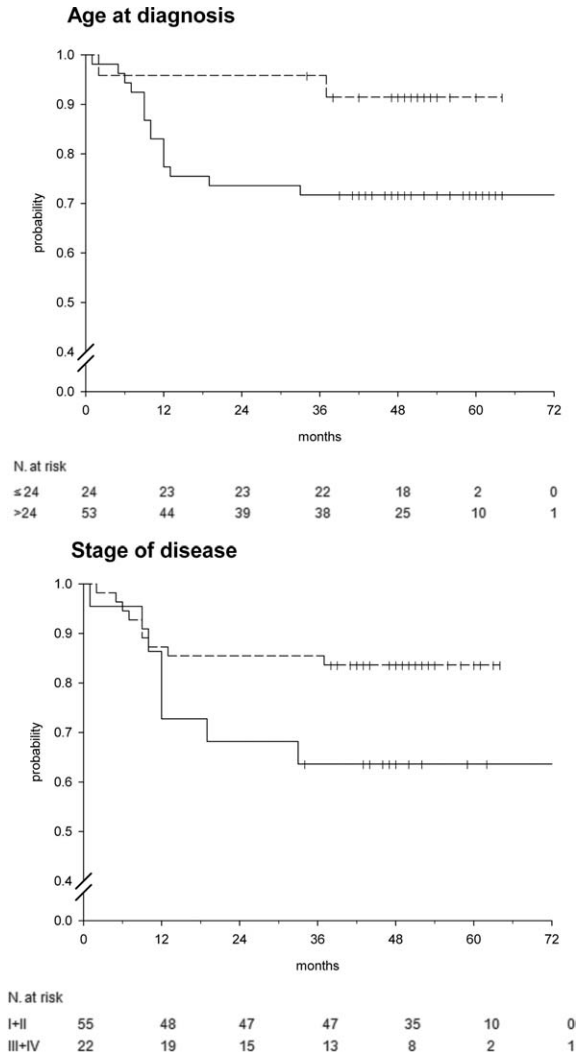 Age at diagnosis
1.0
0.9
0.8
0.7
0.6
0.5
0.4
0.0
probability
0 12 24 36 48 60 72
months
N. at risk
≤24 24 23 23 22 18 2 0
>24 53 44 39 38 25 10 1
Stage of disease
1.0
0.9
0.8
0.7
0.6
0.5
0.4
0.0
probability
0 12 24 36 48 60 72
months
N. at risk
I+II 55 48 47 47 35 10 0
III+IV 22 19 15 13 8 2 1